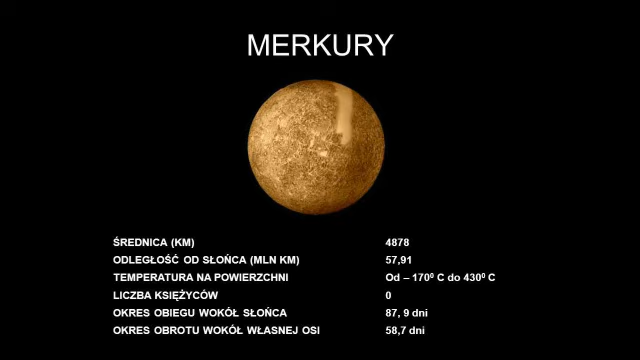 MERKURY
ŚREDNICA (KM) 4878
ODLEGŁOŚĆ OD SŁOŃCA (MLN KM) 57,91
TEMPERATURA NA POWIERZCHNI Od – 170⁰ C do 430⁰ C
LICZBA KSIĘŻYCÓW 0
OKRES OBIEGU WOKÓŁ SŁOŃCA 87, 9 dni
OKRES OBROTU WOKÓŁ WŁASNEJ OSI 58,7 dni